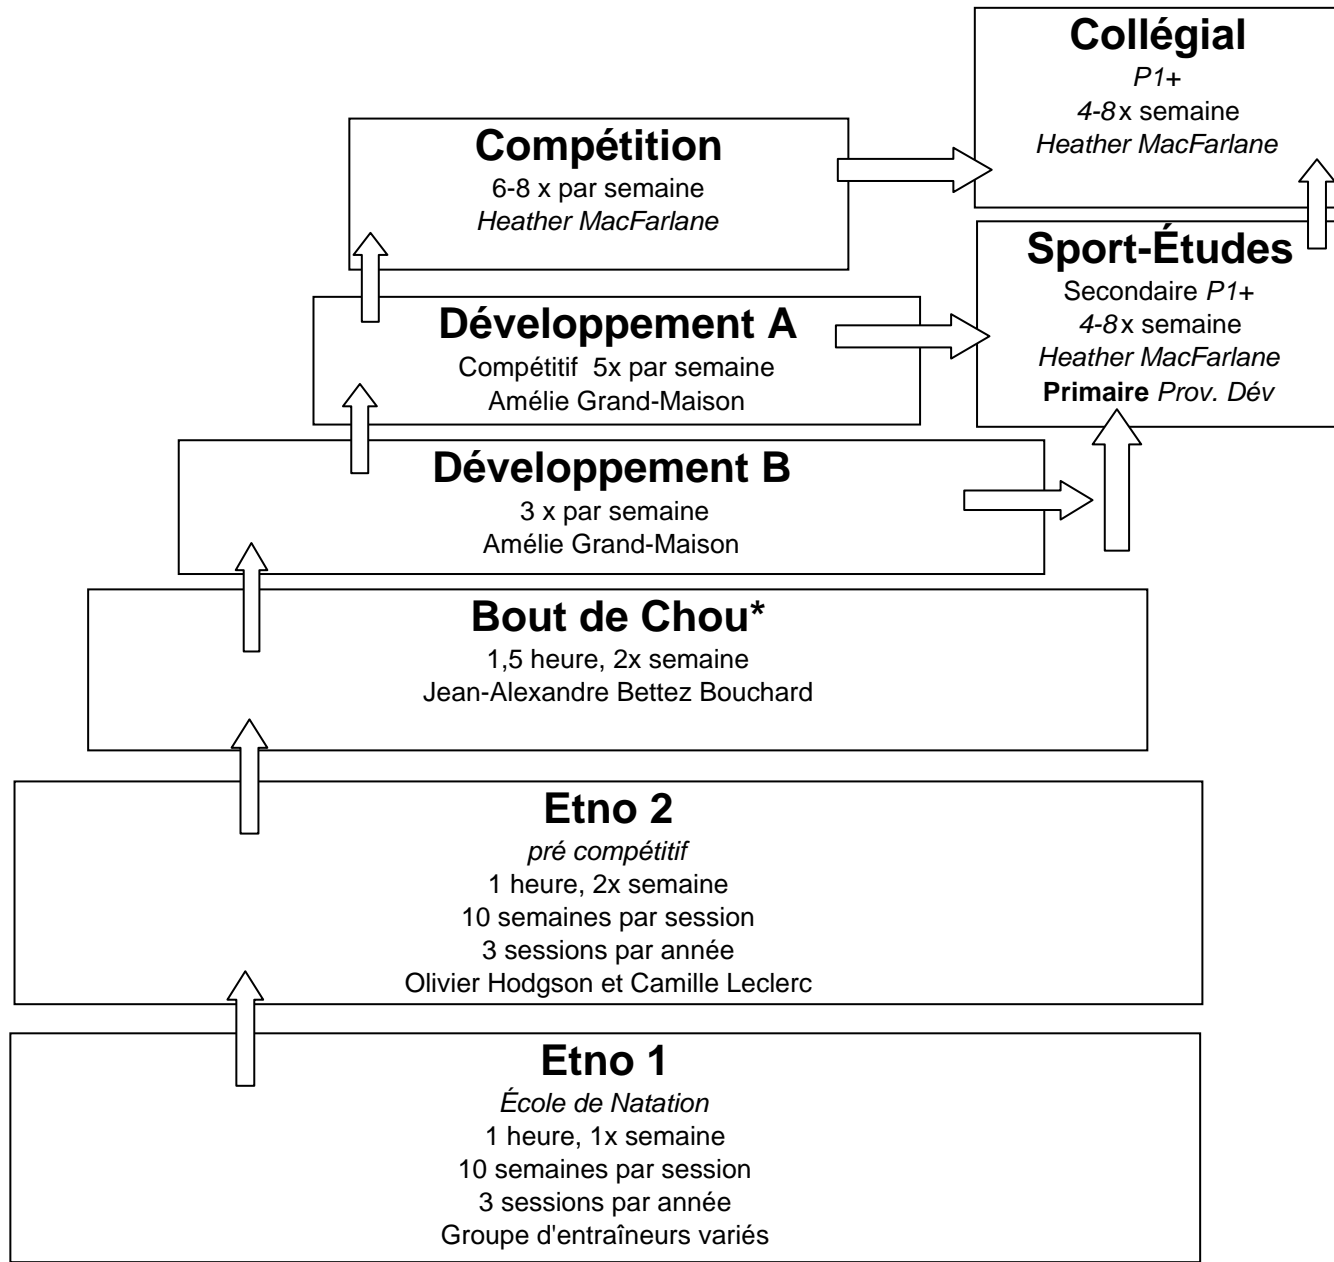 Collégial
P1+
4-8x semaine
Heather MacFarlane
Compétition
6-8 x par semaine
Heather MacFarlane
Sport-Études
Secondaire P1+
4-8x semaine
Heather MacFarlane
Primaire Prov. Dév
Développement A
Compétitif 5x par semaine
Amélie Grand-Maison
Développement B
3 x par semaine
Amélie Grand-Maison
Bout de Chou*
1,5 heure, 2x semaine
Jean-Alexandre Bettez Bouchard
Etno 2
pré compétitif
1 heure, 2x semaine
10 semaines par session
3 sessions par année
Olivier Hodgson et Camille Leclerc
Etno 1
École de Natation
1 heure, 1x semaine
10 semaines par session
3 sessions par année
Groupe d'entraîneurs variés